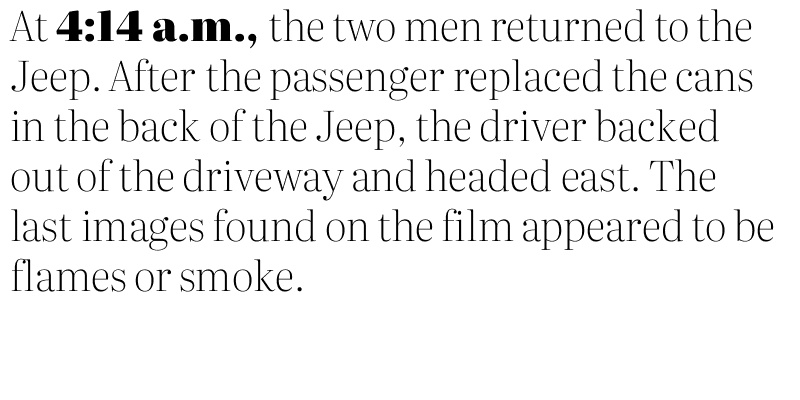 At 4:14 a.m., the two men returned to the
Jeep. After the passenger replaced the cans
in the back of the Jeep, the driver backed
out of the driveway and headed east. The
last images found on the film appeared to be
flames or smoke.